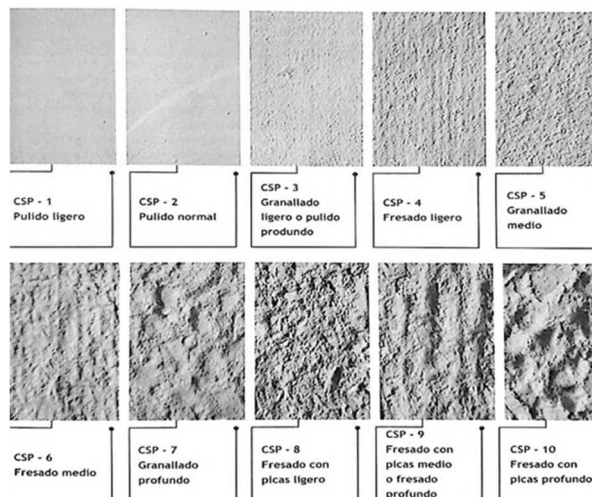 CSP - 1
Pulido ligero
CSP - 2
Pulido normal
CSP - 3
Granallado
ligero o pulido
produndo
CSP - 4
Fresado ligero
CSP - 5
Granallado
medio
CSP - 6
Fresado medio
CSP - 7
Granallado
profundo
CSP - 8
Fresado con
picas ligero
CSP - 9
Fresado con
picas medio
o fresado
profundo
CSP - 10
Fresado con
picas profundo